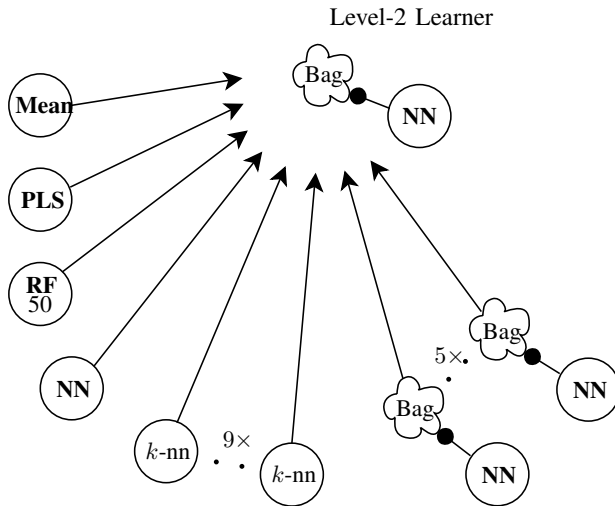 Level-2 Learner
Bag
NN
Mean
PLS
RF
50
NN
k-nn
9×
k-nn
Bag
5×
NN
Bag
NN